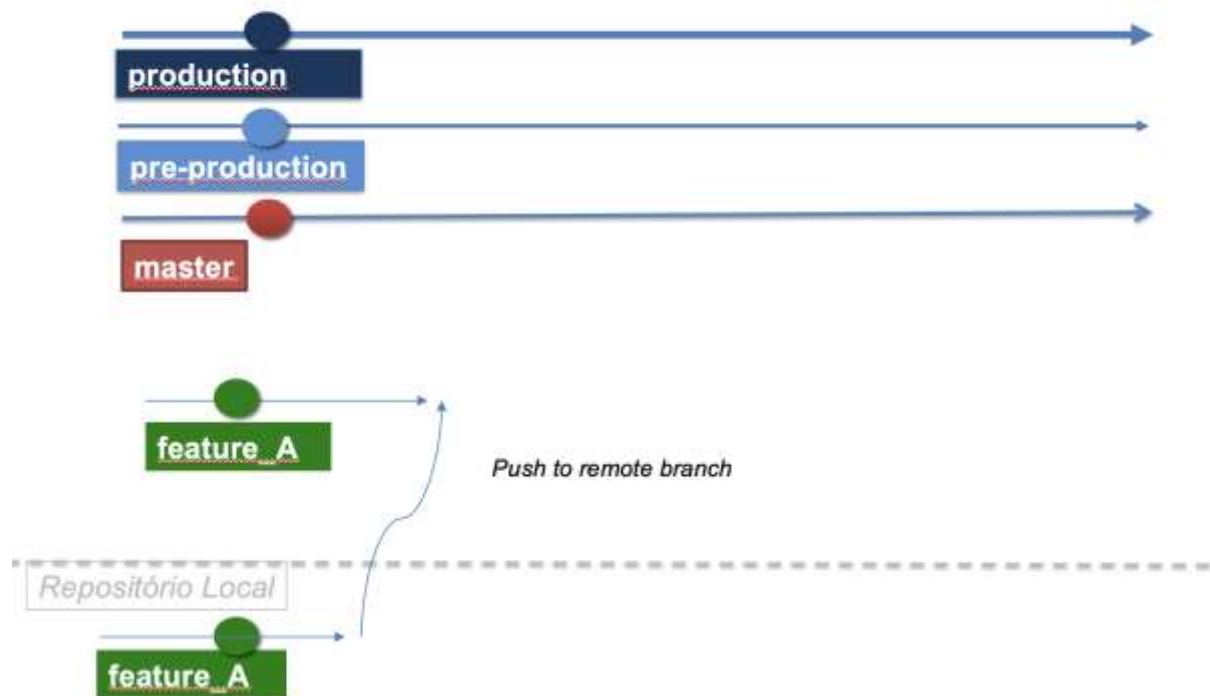 production
pre-production
master
feature_A
Push to remote branch
Repositório Local
feature_A